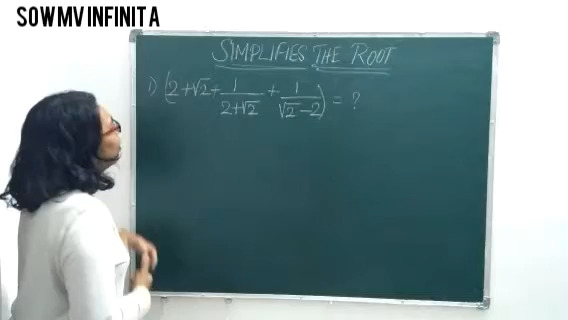 SOWMV INFINITA
SIMPLIFIES THE ROOT
1) (2+√2+1/(2+√2)+1/(√2-2)) = ?